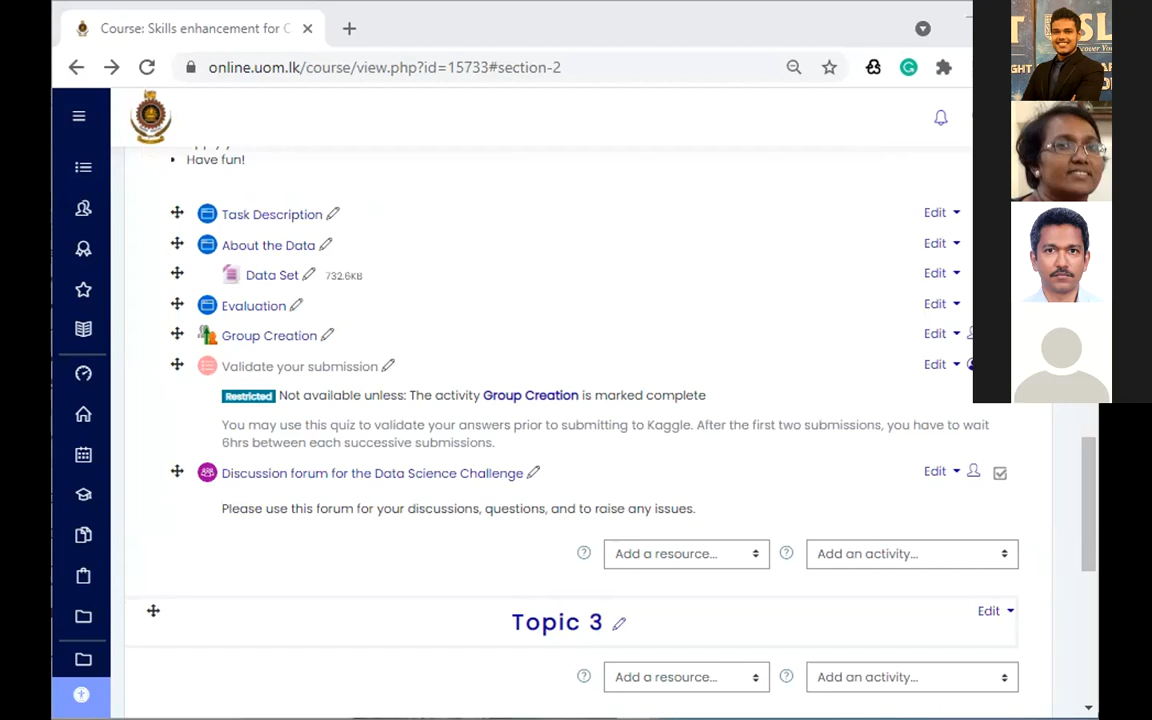 Course: Skills enhancement for C
online.uom.lk/course/view.php?id=15733#section-2
Have fun!
Task Description
Edit
About the Data
Edit
Data Set 732.6KB
Edit
Evaluation
Edit
Group Creation
Edit
Validate your submission
Edit
Restricted Not available unless: The activity Group Creation is marked complete
You may use this quiz to validate your answers prior to submitting to Kaggle. After the first two submissions, you have to wait
6hrs between each successive submissions.
Discussion forum for the Data Science Challenge
Edit
Please use this forum for your discussions, questions, and to raise any issues.
Add a resource...
Add an activity...
Edit
Topic 3
Add a resource...
Add an activity...